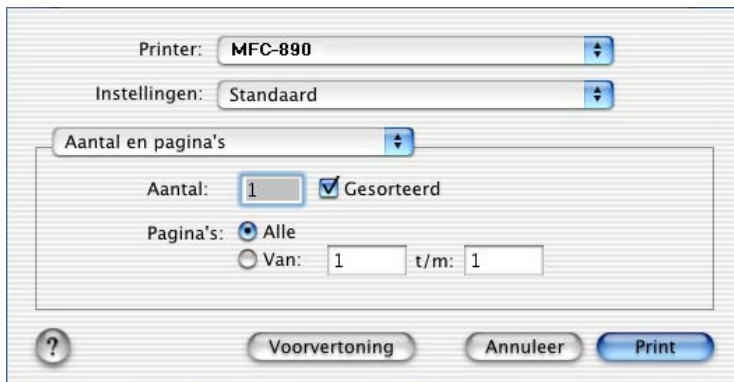 Printer: MFC-890
Instellingen: Standaard
Aantal en pagina's
Aantal: 1 Gesorteerd
Pagina's: Alle
Van: 1 t/m: 1
? Voorvertoning Annuleer Print